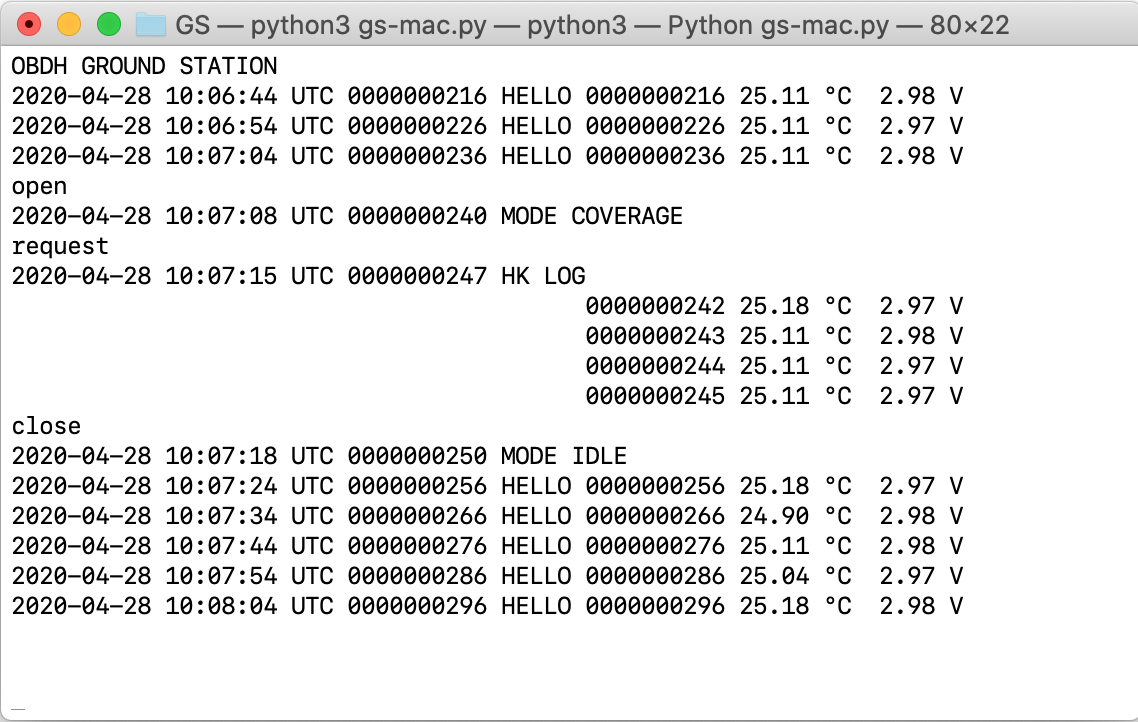 GS — python3 gs-mac.py — python3 — Python gs-mac.py — 80×22
OBDH GROUND STATION
2020-04-28 10:06:44 UTC 0000000216 HELLO 0000000216 25.11 °C  2.98 V
2020-04-28 10:06:54 UTC 0000000226 HELLO 0000000226 25.11 °C  2.97 V
2020-04-28 10:07:04 UTC 0000000236 HELLO 0000000236 25.11 °C  2.98 V
open
2020-04-28 10:07:08 UTC 0000000240 MODE COVERAGE
request
2020-04-28 10:07:15 UTC 0000000247 HK LOG
0000000242 25.18 °C  2.97 V
0000000243 25.11 °C  2.98 V
0000000244 25.11 °C  2.97 V
0000000245 25.11 °C  2.97 V
close
2020-04-28 10:07:18 UTC 0000000250 MODE IDLE
2020-04-28 10:07:24 UTC 0000000256 HELLO 0000000256 25.18 °C  2.97 V
2020-04-28 10:07:34 UTC 0000000266 HELLO 0000000266 24.90 °C  2.98 V
2020-04-28 10:07:44 UTC 0000000276 HELLO 0000000276 25.11 °C  2.98 V
2020-04-28 10:07:54 UTC 0000000286 HELLO 0000000286 25.04 °C  2.97 V
2020-04-28 10:08:04 UTC 0000000296 HELLO 0000000296 25.18 °C  2.98 V